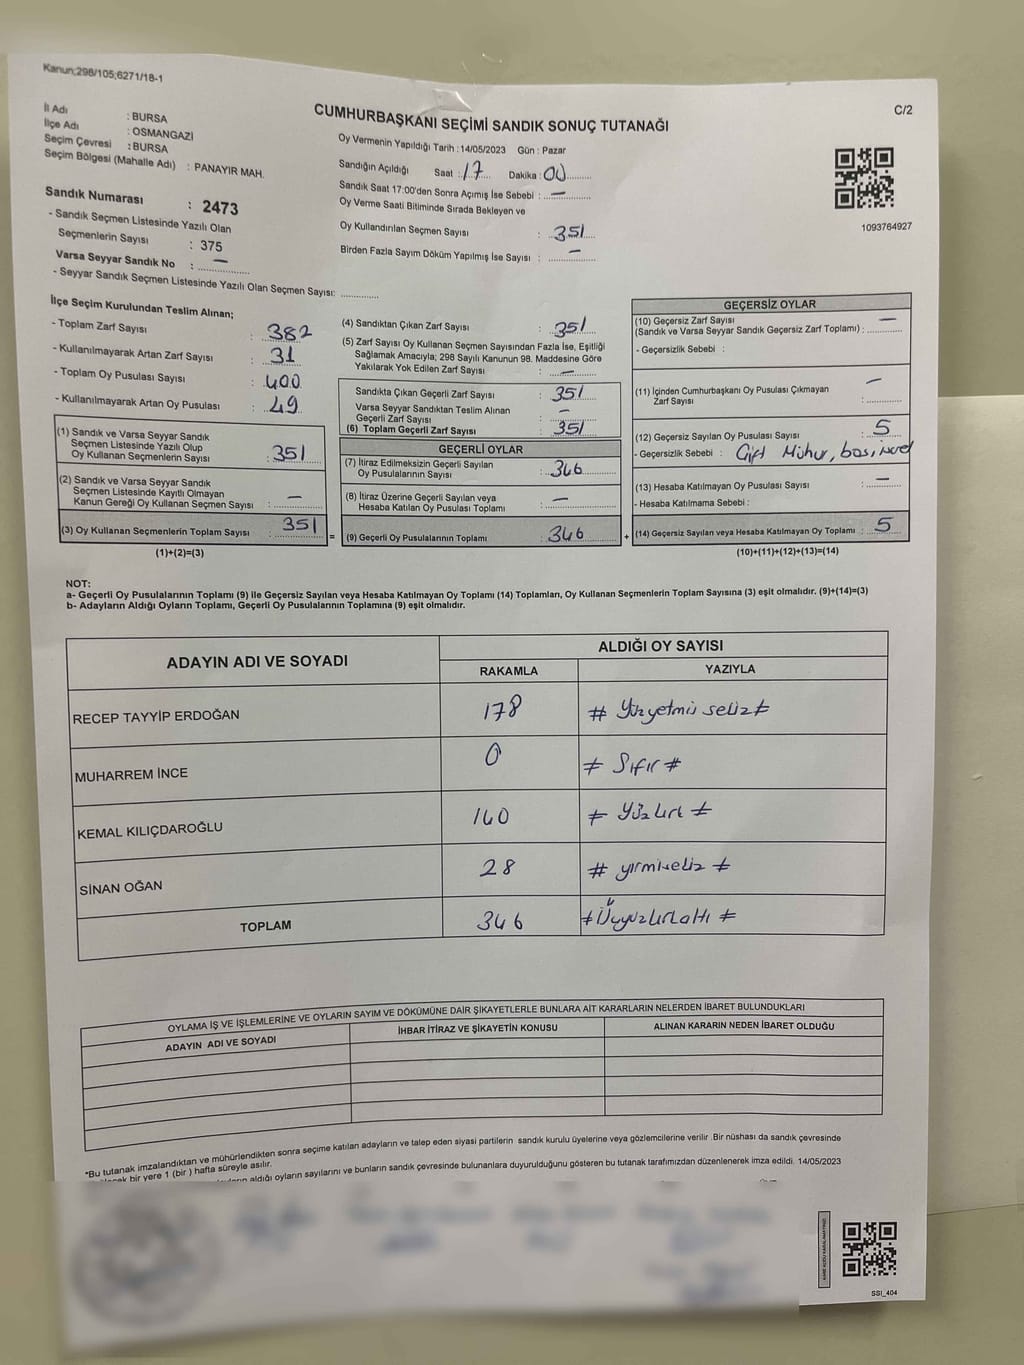 Kanun;298/105;6271/18-1
C/2
CUMHURBAŞKANI SEÇİMİ SANDIK SONUÇ TUTANAĞI
İl Adı : BURSA
İlçe Adı : OSMANGAZİ
Seçim Çevresi : BURSA
Seçim Bölgesi (Mahalle Adı) : PANAYIR MAH.
Sandık Numarası : 2473
- Sandık Seçmen Listesinde Yazılı Olan
Seçmenlerin Sayısı : 375
Varsa Seyyar Sandık No : —
- Seyyar Sandık Seçmen Listesinde Yazılı Olan Seçmen Sayısı:
Oy Vermenin Yapıldığı Tarih : 14/05/2023 Gün : Pazar
Sandığın Açıldığı Saat : 17 Dakika : 00
Sandık Saat 17:00'den Sonra Açımış İse Sebebi : —
Oy Verme Saati Bitiminde Sırada Bekleyen ve
Oy Kullandırılan Seçmen Sayısı : 351
Birden Fazla Sayım Döküm Yapılmış İse Sayısı : —
1093764927
İlçe Seçim Kurulundan Teslim Alınan;
- Toplam Zarf Sayısı : 382
- Kullanılmayarak Artan Zarf Sayısı : 31
- Toplam Oy Pusulası Sayısı : 400
- Kullanılmayarak Artan Oy Pusulası : 49
(1) Sandık ve Varsa Seyyar Sandık
Seçmen Listesinde Yazılı Olup
Oy Kullanan Seçmenlerin Sayısı : 351
(2) Sandık ve Varsa Seyyar Sandık
Seçmen Listesinde Kayıtlı Olmayan
Kanun Gereği Oy Kullanan Seçmen Sayısı : —
(3) Oy Kullanan Seçmenlerin Toplam Sayısı : 351
(1)+(2)=(3)
(4) Sandıktan Çıkan Zarf Sayısı : 351
(5) Zarf Sayısı Oy Kullanan Seçmen Sayısından Fazla İse, Eşitliği
Sağlamak Amacıyla; 298 Sayılı Kanunun 98. Maddesine Göre
Yakılarak Yok Edilen Zarf Sayısı : —
Sandıkta Çıkan Geçerli Zarf Sayısı : 351
Varsa Seyyar Sandıktan Teslim Alınan
Geçerli Zarf Sayısı : —
(6) Toplam Geçerli Zarf Sayısı : 351
GEÇERLİ OYLAR
(7) İtiraz Edilmeksizin Geçerli Sayılan
Oy Pusulalarının Sayısı : 346
(8) İtiraz Üzerine Geçerli Sayılan veya
Hesaba Katılan Oy Pusulası Toplamı : —
= (9) Geçerli Oy Pusulalarının Toplamı : 346
GEÇERSİZ OYLAR
(10) Geçersiz Zarf Sayısı —
(Sandık ve Varsa Seyyar Sandık Geçersiz Zarf Toplamı) :
- Geçersizlik Sebebi :
(11) İçinden Cumhurbaşkanı Oy Pusulası Çıkmayan
Zarf Sayısı : —
(12) Geçersiz Sayılan Oy Pusulası Sayısı : 5
- Geçersizlik Sebebi : Çift Mühür, boş,
(13) Hesaba Katılmayan Oy Pusulası Sayısı : —
- Hesaba Katılmama Sebebi :
+ (14) Geçersiz Sayılan veya Hesaba Katılmayan Oy Toplamı : 5
(10)+(11)+(12)+(13)=(14)
NOT:
a- Geçerli Oy Pusulalarının Toplamı (9) ile Geçersiz Sayılan veya Hesaba Katılmayan Oy Toplamı (14) Toplamları, Oy Kullanan Seçmenlerin Toplam Sayısına (3) eşit olmalıdır. (9)+(14)=(3)
b- Adayların Aldığı Oyların Toplamı, Geçerli Oy Pusulalarının Toplamına (9) eşit olmalıdır.
ADAYIN ADI VE SOYADI ALDIĞI OY SAYISI
RAKAMLA YAZIYLA
RECEP TAYYİP ERDOĞAN 178 # Yüzyetmiş sekiz #
MUHARREM İNCE 0 # Sıfır #
KEMAL KILIÇDAROĞLU 140 # Yüzkırk #
SİNAN OĞAN 28 # yirmisekiz #
TOPLAM 346 # Üçyüzkırkaltı #
OYLAMA İŞ VE İŞLEMLERİNE VE OYLARIN SAYIM VE DÖKÜMÜNE DAİR ŞİKAYETLERLE BUNLARA AİT KARARLARIN NELERDEN İBARET BULUNDUKLARI
ADAYIN ADI VE SOYADI İHBAR İTİRAZ VE ŞİKAYETİN KONUSU ALINAN KARARIN NEDEN İBARET OLDUĞU
*Bu tutanak imzalandıktan ve mühürlendikten sonra seçime katılan adayların ve talep eden siyasi partilerin sandık kurulu üyelerine veya gözlemcilerine verilir .Bir nüshası da sandık çevresinde
bir yere 1 (bir ) hafta süreyle asılır.
aldığı oyların sayılarını ve bunların sandık çevresinde bulunanlara duyurulduğunu gösteren bu tutanak tarafımızdan düzenlenerek imza edildi. 14/05/2023
SSI_404